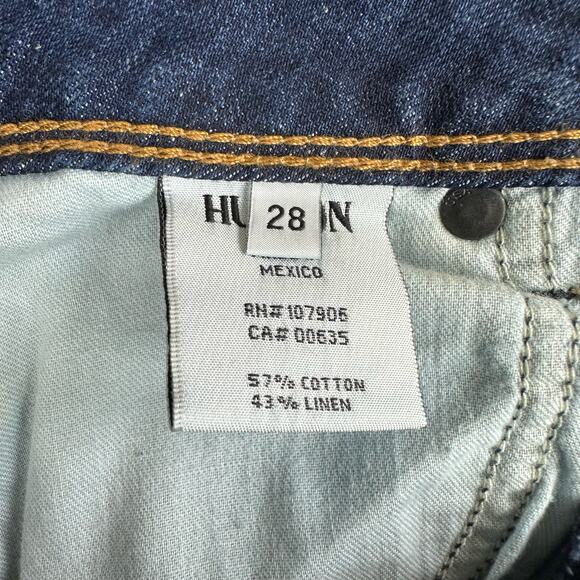 HU 28 N
MEXICO
RN# 107906
CA# 00635
57% COTTON
43% LINEN